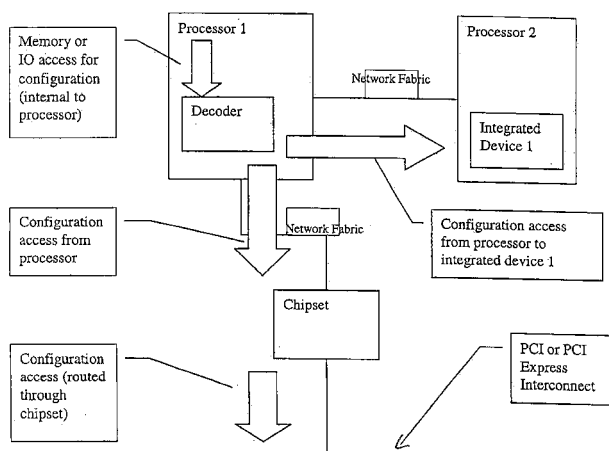 Memory or
IO access for
configuration
(internal to
processor)
Processor 1
Decoder
Network Fabric
Processor 2
Integrated
Device 1
Configuration
access from
processor
Network Fabric
Configuration access
from processor to
integrated device 1
Chipset
Configuration
access (routed
through
chipset)
PCI or PCI
Express
Interconnect